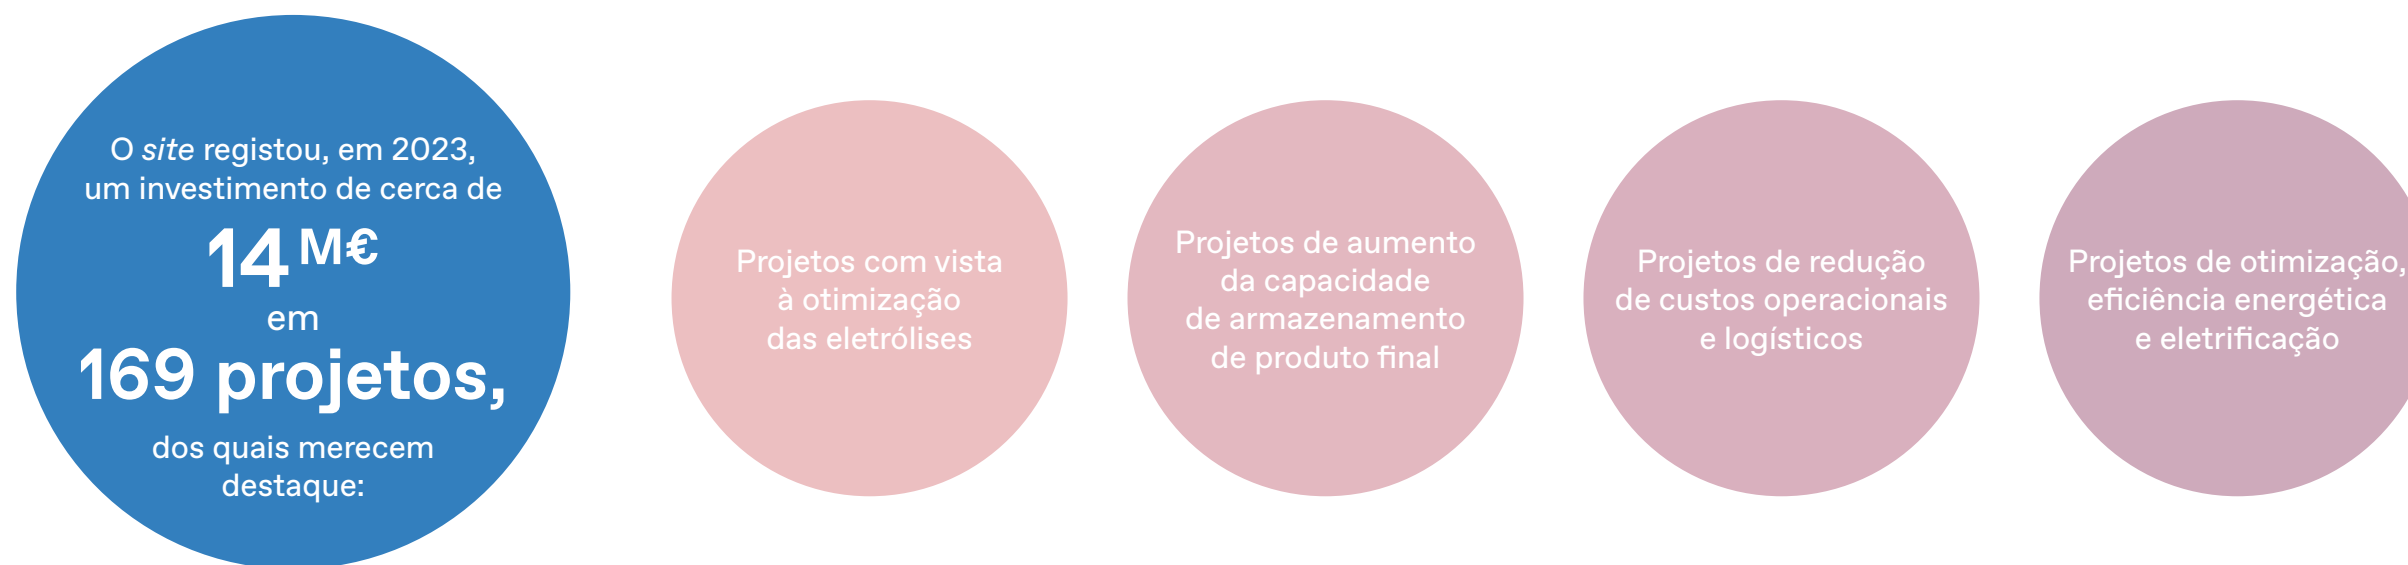 O site registou, em 2023,
um investimento de cerca de
14 M€
em
169 projetos,
dos quais merecem
destaque:
Projetos com vista
à otimização
das eletrólises
Projetos de aumento
da capacidade
de armazenamento
de produto final
Projetos de redução
de custos operacionais
e logísticos
Projetos de otimização,
eficiência energética
e eletrificação